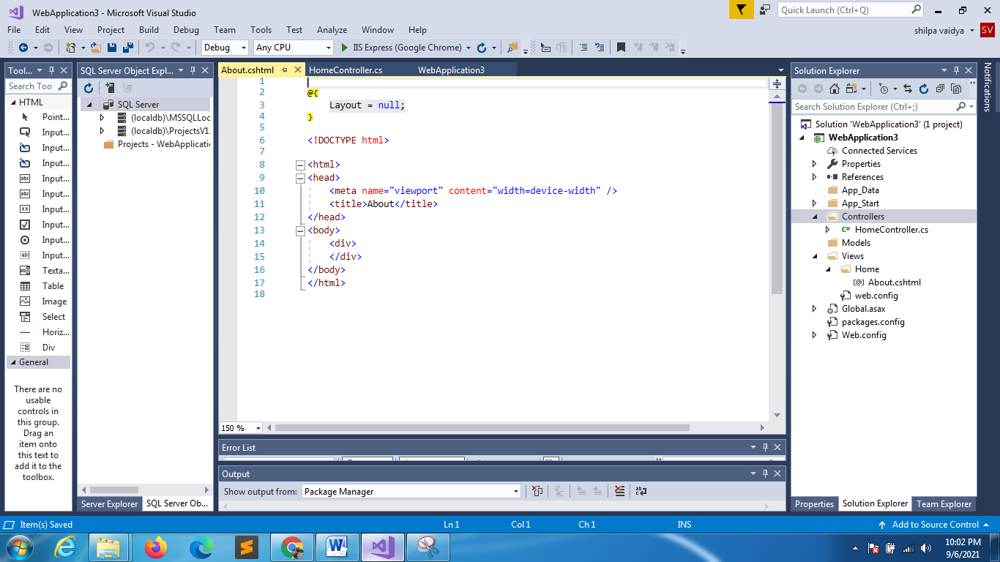 WebApplication3 - Microsoft Visual Studio
Quick Launch (Ctrl+Q)
File Edit View Project Build Debug Team Tools Test Analyze Window Help
shilpa vaidya SV
Debug Any CPU IIS Express (Google Chrome)
Tool...
Search Too
HTML
Point...
Input...
Input...
Input...
Input...
Input...
Input...
Input...
Input...
Input...
Texta...
Table
Image
Select
Horiz...
Div
General
There are no
usable
controls in
this group.
Drag an
item onto
this text to
add it to the
toolbox.
SQL Server Object Expl...
SQL Server
(localdb)\MSSQLLoc
(localdb)\ProjectsV1
Projects - WebApplicatio
Server Explorer SQL Server Ob...
About.cshtml HomeController.cs WebApplication3
1
2 @{
3 Layout = null;
4 }
5
6 <!DOCTYPE html>
7
8 <html>
9 <head>
10 <meta name="viewport" content="width=device-width" />
11 <title>About</title>
12 </head>
13 <body>
14 <div>
15 </div>
16 </body>
17 </html>
18
150 %
Error List
Output
Show output from: Package Manager
Solution Explorer
Search Solution Explorer (Ctrl+;)
Solution 'WebApplication3' (1 project)
WebApplication3
Connected Services
Properties
References
App_Data
App_Start
Controllers
C# HomeController.cs
Models
Views
Home
About.cshtml
web.config
Global.asax
packages.config
Web.config
Properties Solution Explorer Team Explorer
Notifications
Item(s) Saved Ln 1 Col 1 Ch 1 INS Add to Source Control
10:02 PM
9/6/2021